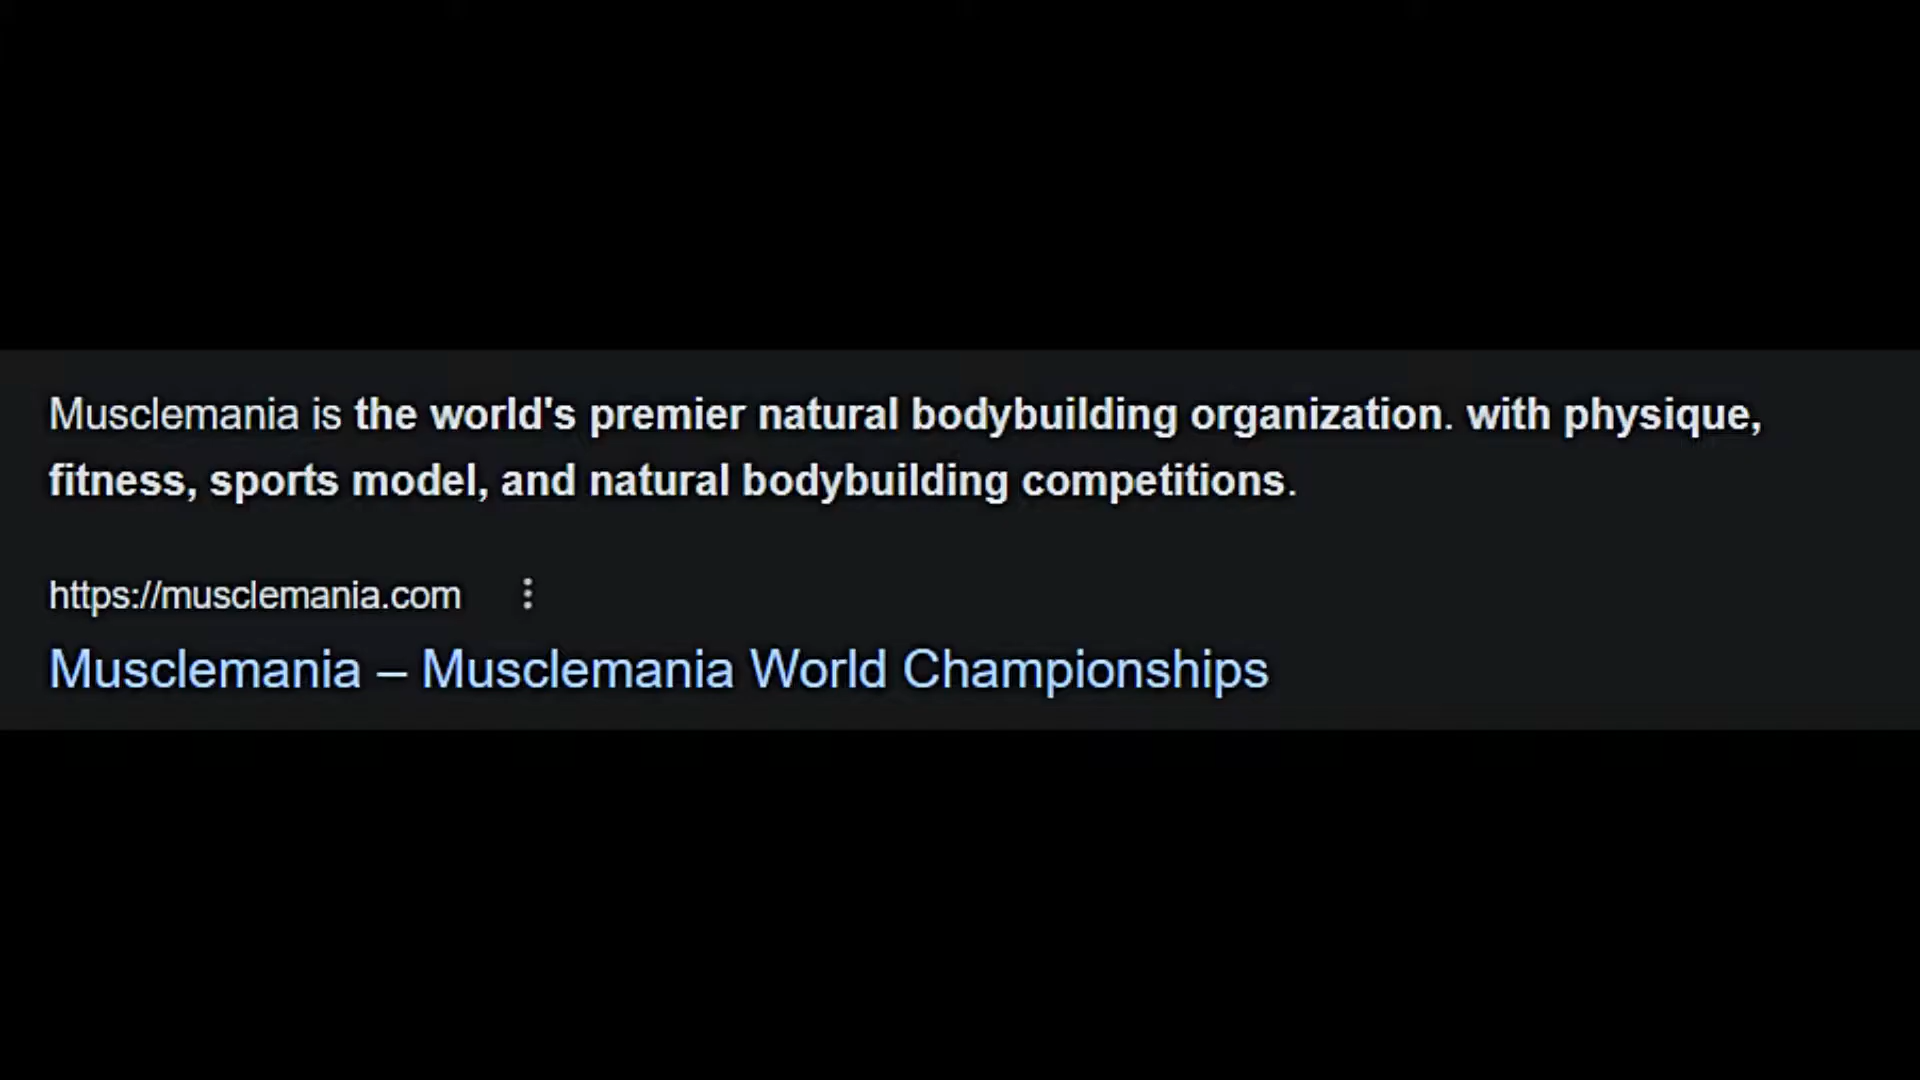 Musclemania is the world's premier natural bodybuilding organization. with physique,
fitness, sports model, and natural bodybuilding competitions.
https://musclemania.com
Musclemania – Musclemania World Championships